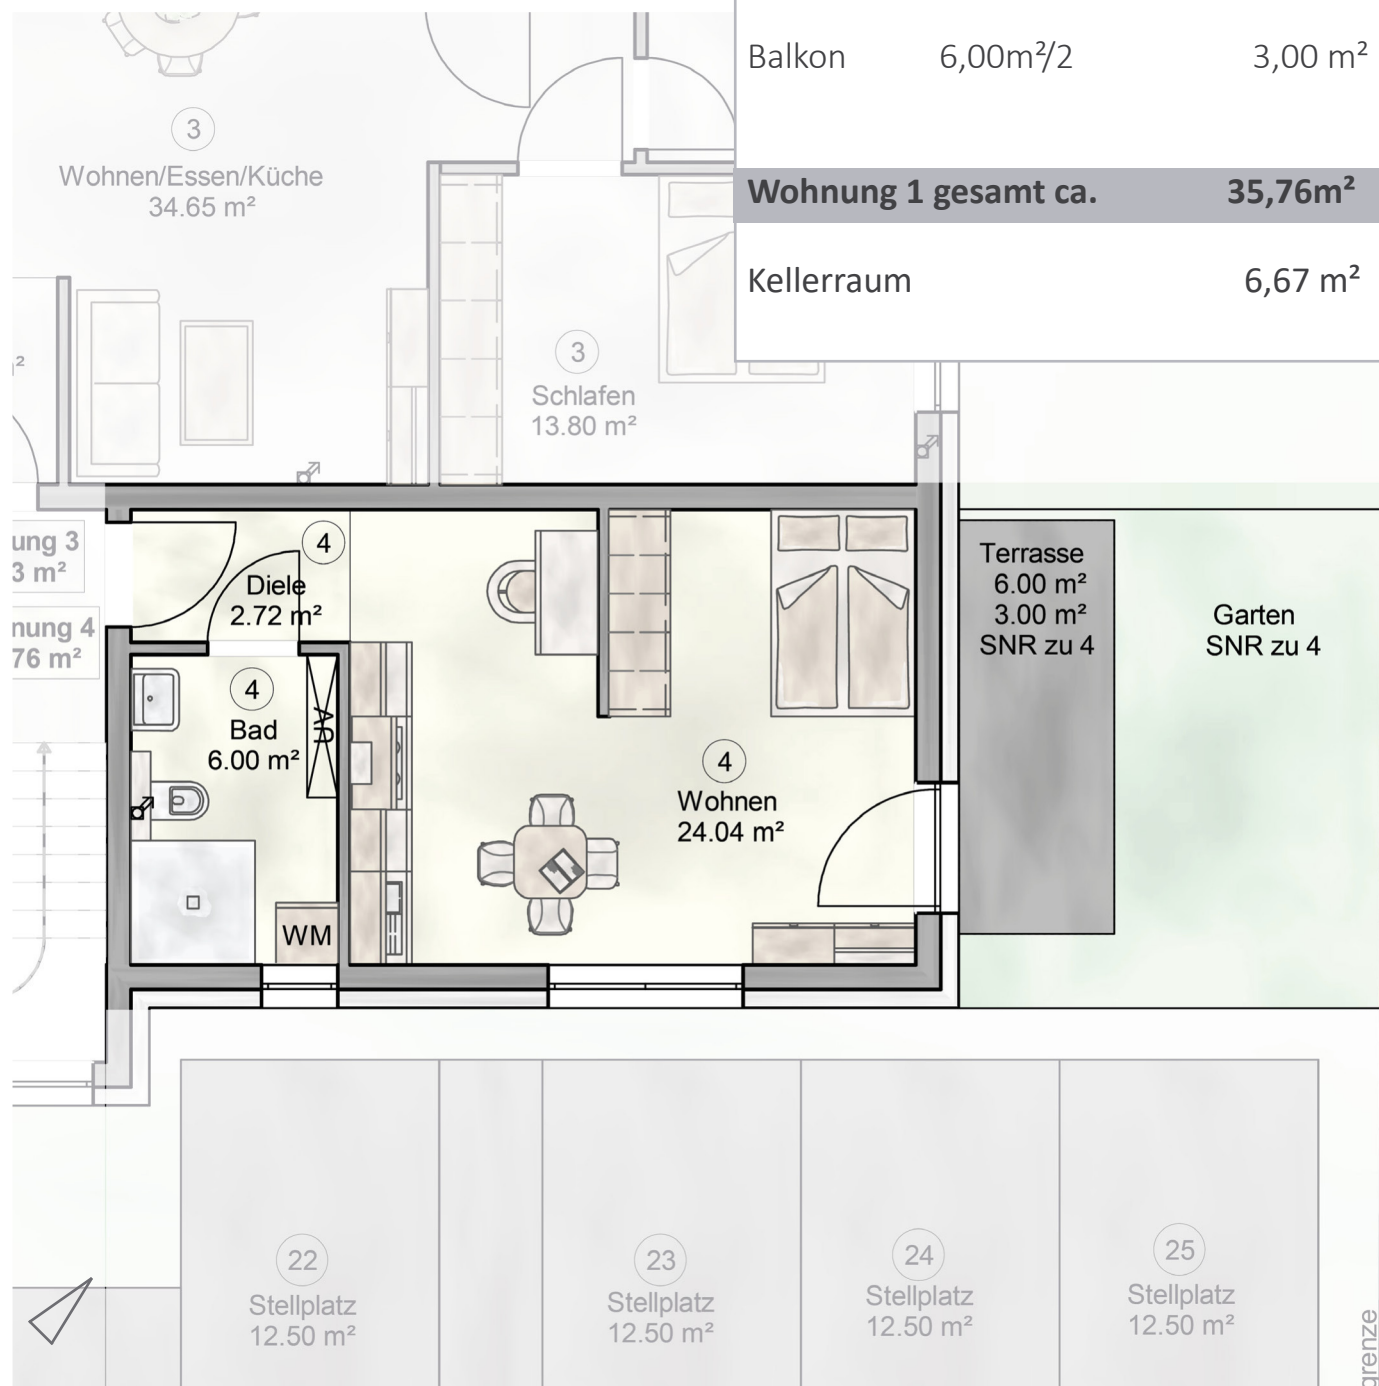 Balkon 6,00m²/2 3,00 m²
Wohnung 1 gesamt ca. 35,76m²
Kellerraum 6,67 m²
3
Wohnen/Essen/Küche
34.65 m²
3
Schlafen
13.80 m²
²
ung 3
3 m²
nung 4
76 m²
4
Diele
2.72 m²
4
Bad
6.00 m²
AR
WM
4
Wohnen
24.04 m²
Terrasse
6.00 m²
3.00 m²
SNR zu 4
Garten
SNR zu 4
22
Stellplatz
12.50 m²
23
Stellplatz
12.50 m²
24
Stellplatz
12.50 m²
25
Stellplatz
12.50 m²
grenze